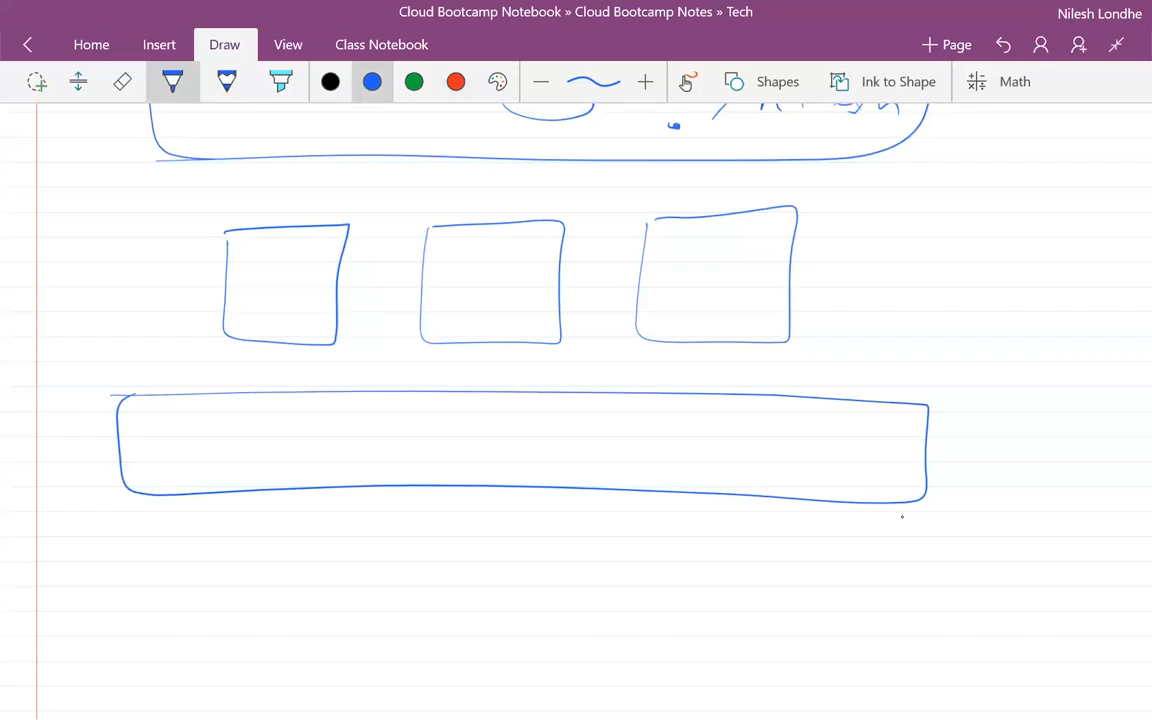 Cloud Bootcamp Notebook » Cloud Bootcamp Notes » Tech
Nilesh Londhe
Home Insert Draw View Class Notebook Page
Shapes Ink to Shape Math